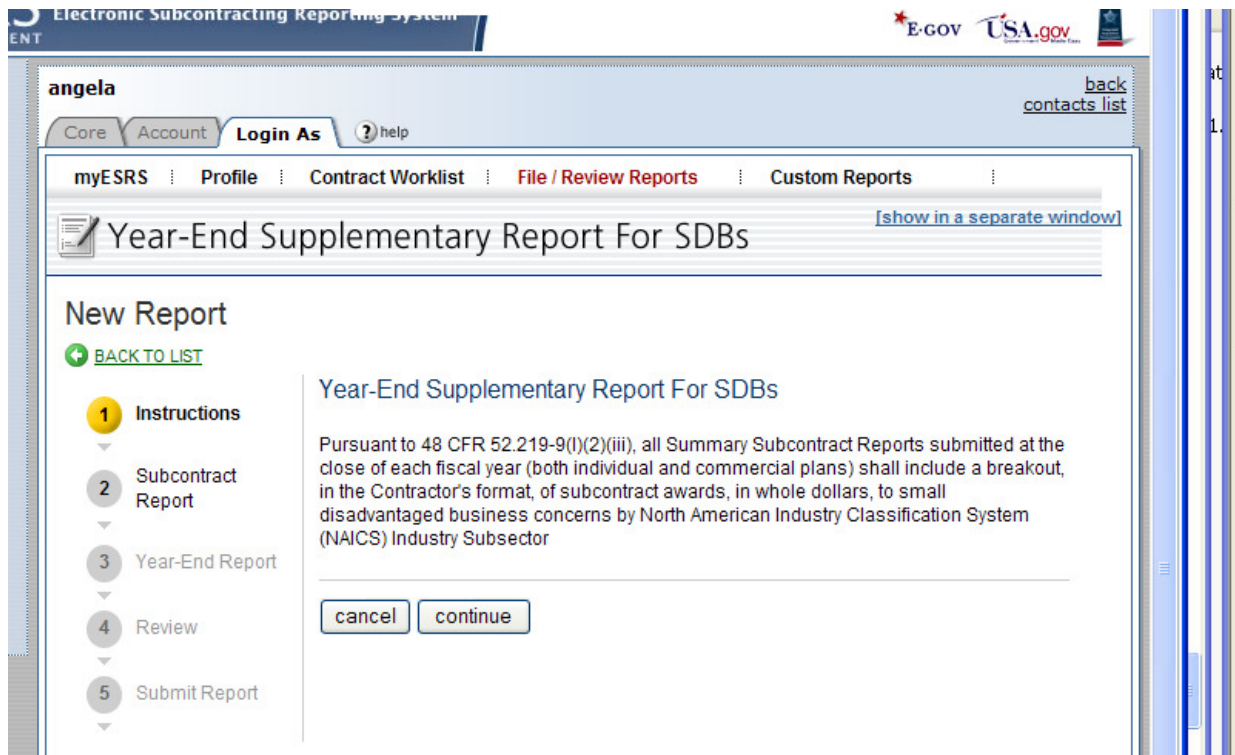 Electronic Subcontracting Reporting System
ENT
E-GOV USA.gov
angela
back
contacts list
Core Account Login As ? help
myESRS Profile Contract Worklist File / Review Reports Custom Reports
[show in a separate window]
Year-End Supplementary Report For SDBs
New Report
BACK TO LIST
1 Instructions
2 Subcontract
Report
3 Year-End Report
4 Review
5 Submit Report
Year-End Supplementary Report For SDBs
Pursuant to 48 CFR 52.219-9(l)(2)(iii), all Summary Subcontract Reports submitted at the
close of each fiscal year (both individual and commercial plans) shall include a breakout,
in the Contractor's format, of subcontract awards, in whole dollars, to small
disadvantaged business concerns by North American Industry Classification System
(NAICS) Industry Subsector
cancel continue
at
1.